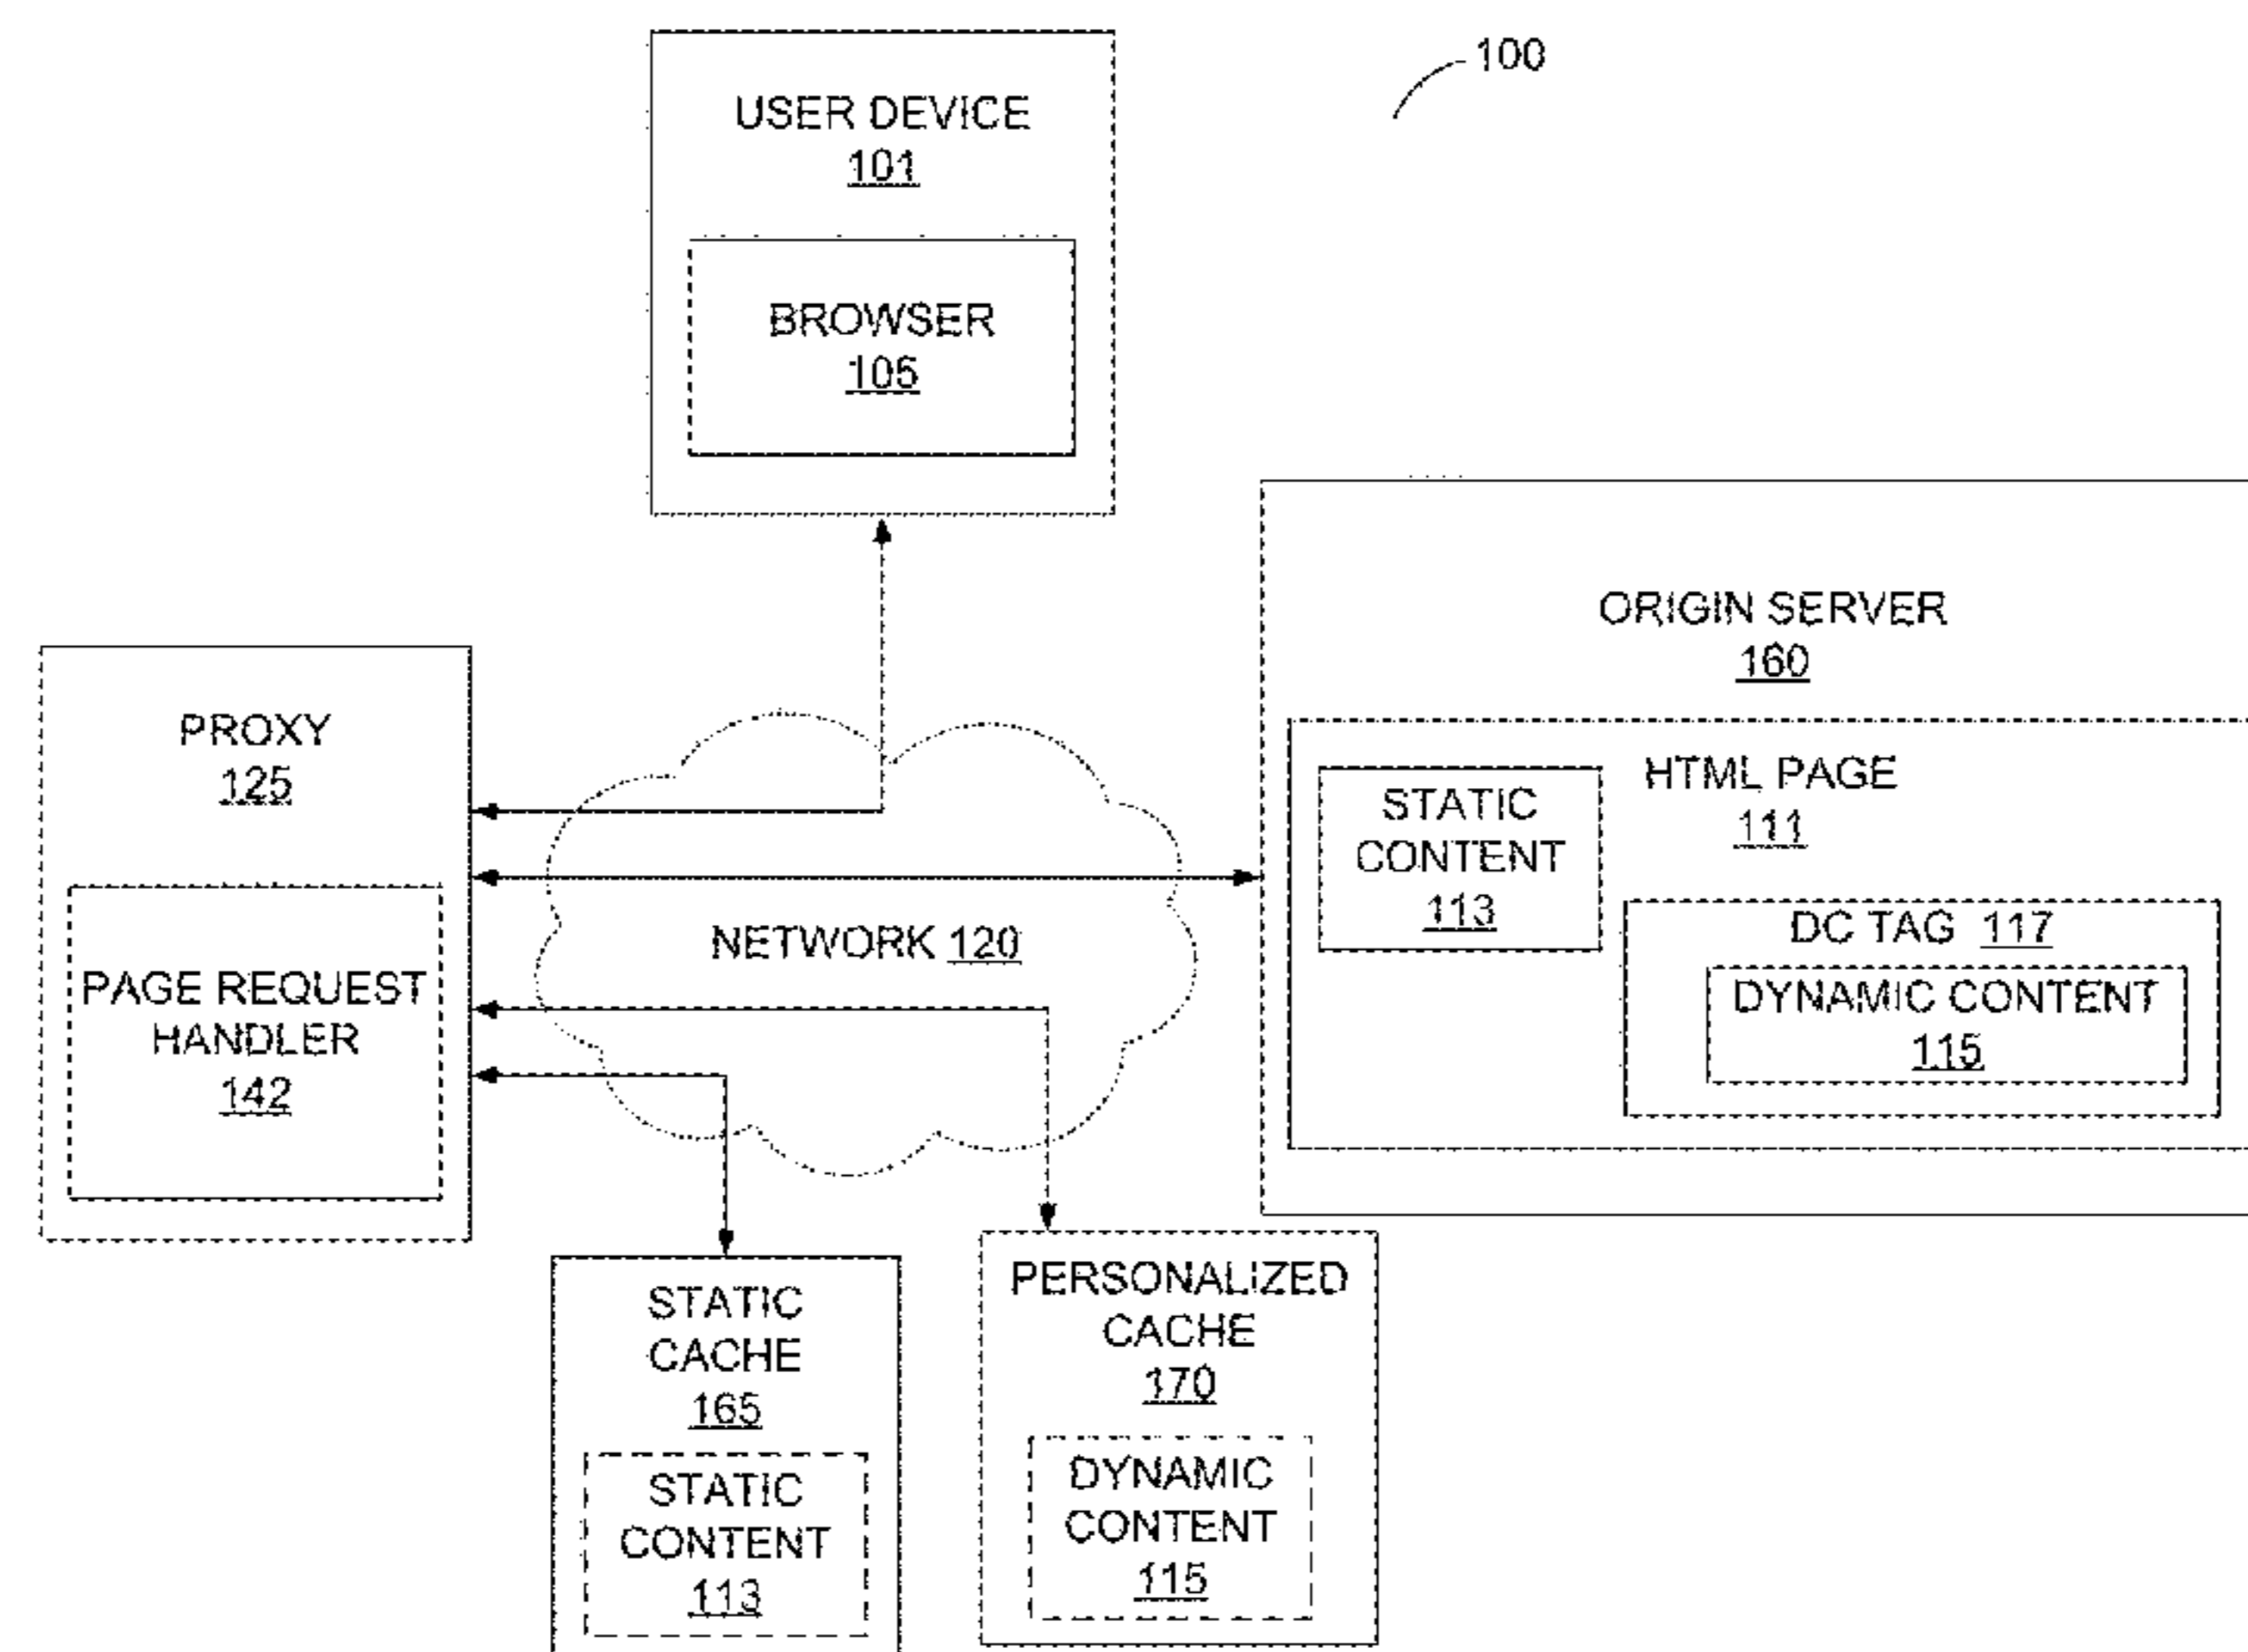 100
USER DEVICE
101
BROWSER
105
ORIGIN SERVER
160
PROXY
125
HTML PAGE
111
STATIC
CONTENT
113
DC TAG 117
DYNAMIC CONTENT
115
NETWORK 120
PAGE REQUEST
HANDLER
142
STATIC
CACHE
165
STATIC
CONTENT
113
PERSONALIZED
CACHE
170
DYNAMIC
CONTENT
115